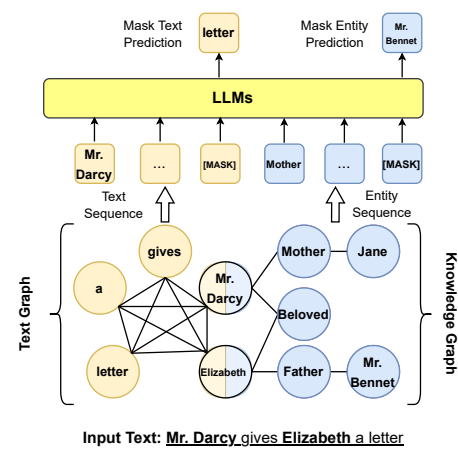 Mask Text
Prediction
letter
Mask Entity
Prediction
Mr.
Bennet
LLMs
Mr.
Darcy
...
[MASK]
Mother
...
[MASK]
Text
Sequence
Entity
Sequence
Text Graph
gives
a
letter
Mr.
Darcy
Elizabeth
Mother
Jane
Beloved
Father
Mr.
Bennet
Knowledge Graph
Input Text: Mr. Darcy gives Elizabeth a letter